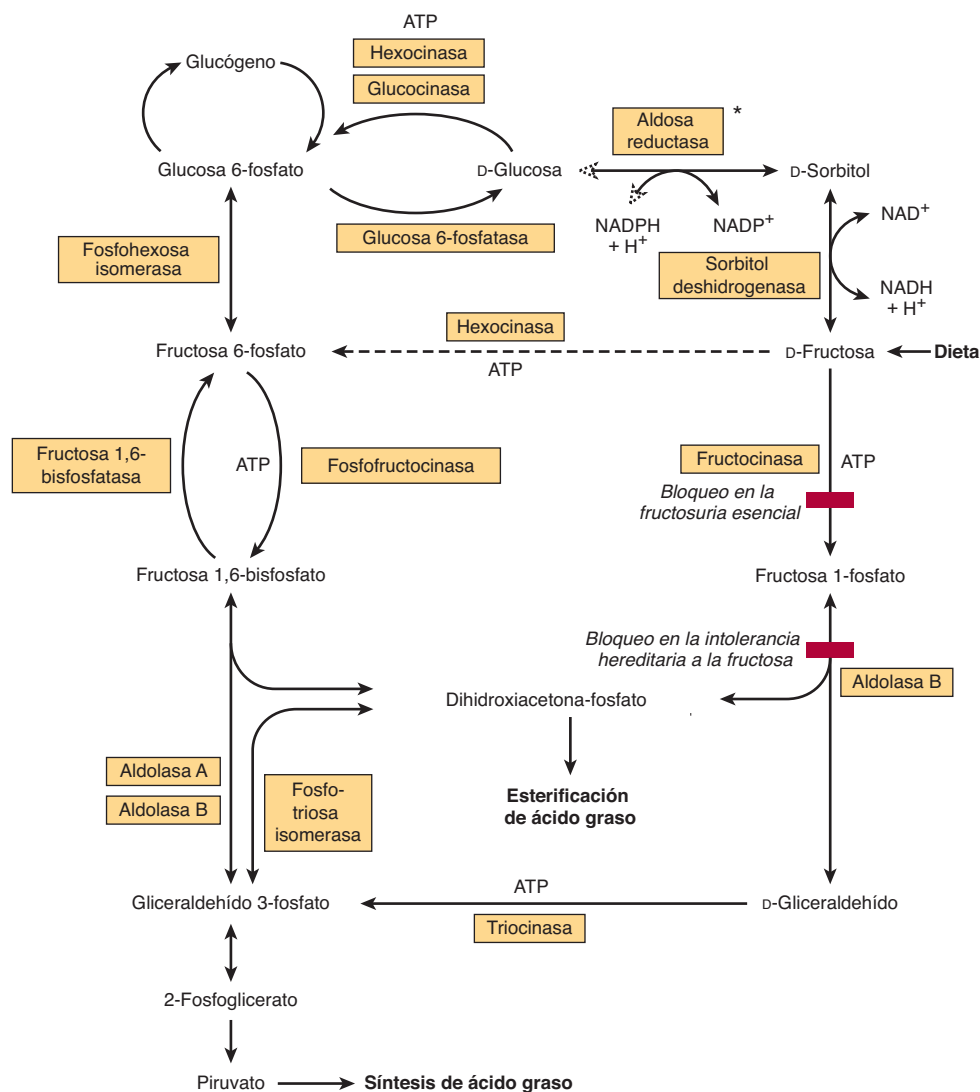 ATP
Hexocinasa
Glucógeno
Glucocinasa
Aldosa
reductasa
*
Glucosa 6-fosfato
D-Glucosa
D-Sorbitol
NADPH
+ H+
NADP+
NAD+
Glucosa 6-fosfatasa
Fosfohexosa
isomerasa
Sorbitol
deshidrogenasa
NADH
+ H+
Hexocinasa
Fructosa 6-fosfato
ATP
D-Fructosa
Dieta
Fructosa 1,6-
bisfosfatasa
ATP
Fosfofructocinasa
Fructocinasa
ATP
Bloqueo en la
fructosuria esencial
Fructosa 1,6-bisfosfato
Fructosa 1-fosfato
Bloqueo en la intolerancia
hereditaria a la fructosa
Aldolasa B
Dihidroxiacetona-fosfato
Aldolasa A
Aldolasa B
Fosfo-
triosa
isomerasa
Esterificación
de ácido graso
Gliceraldehído 3-fosfato
ATP
Triocinasa
D-Gliceraldehído
2-Fosfoglicerato
Piruvato
Síntesis de ácido graso